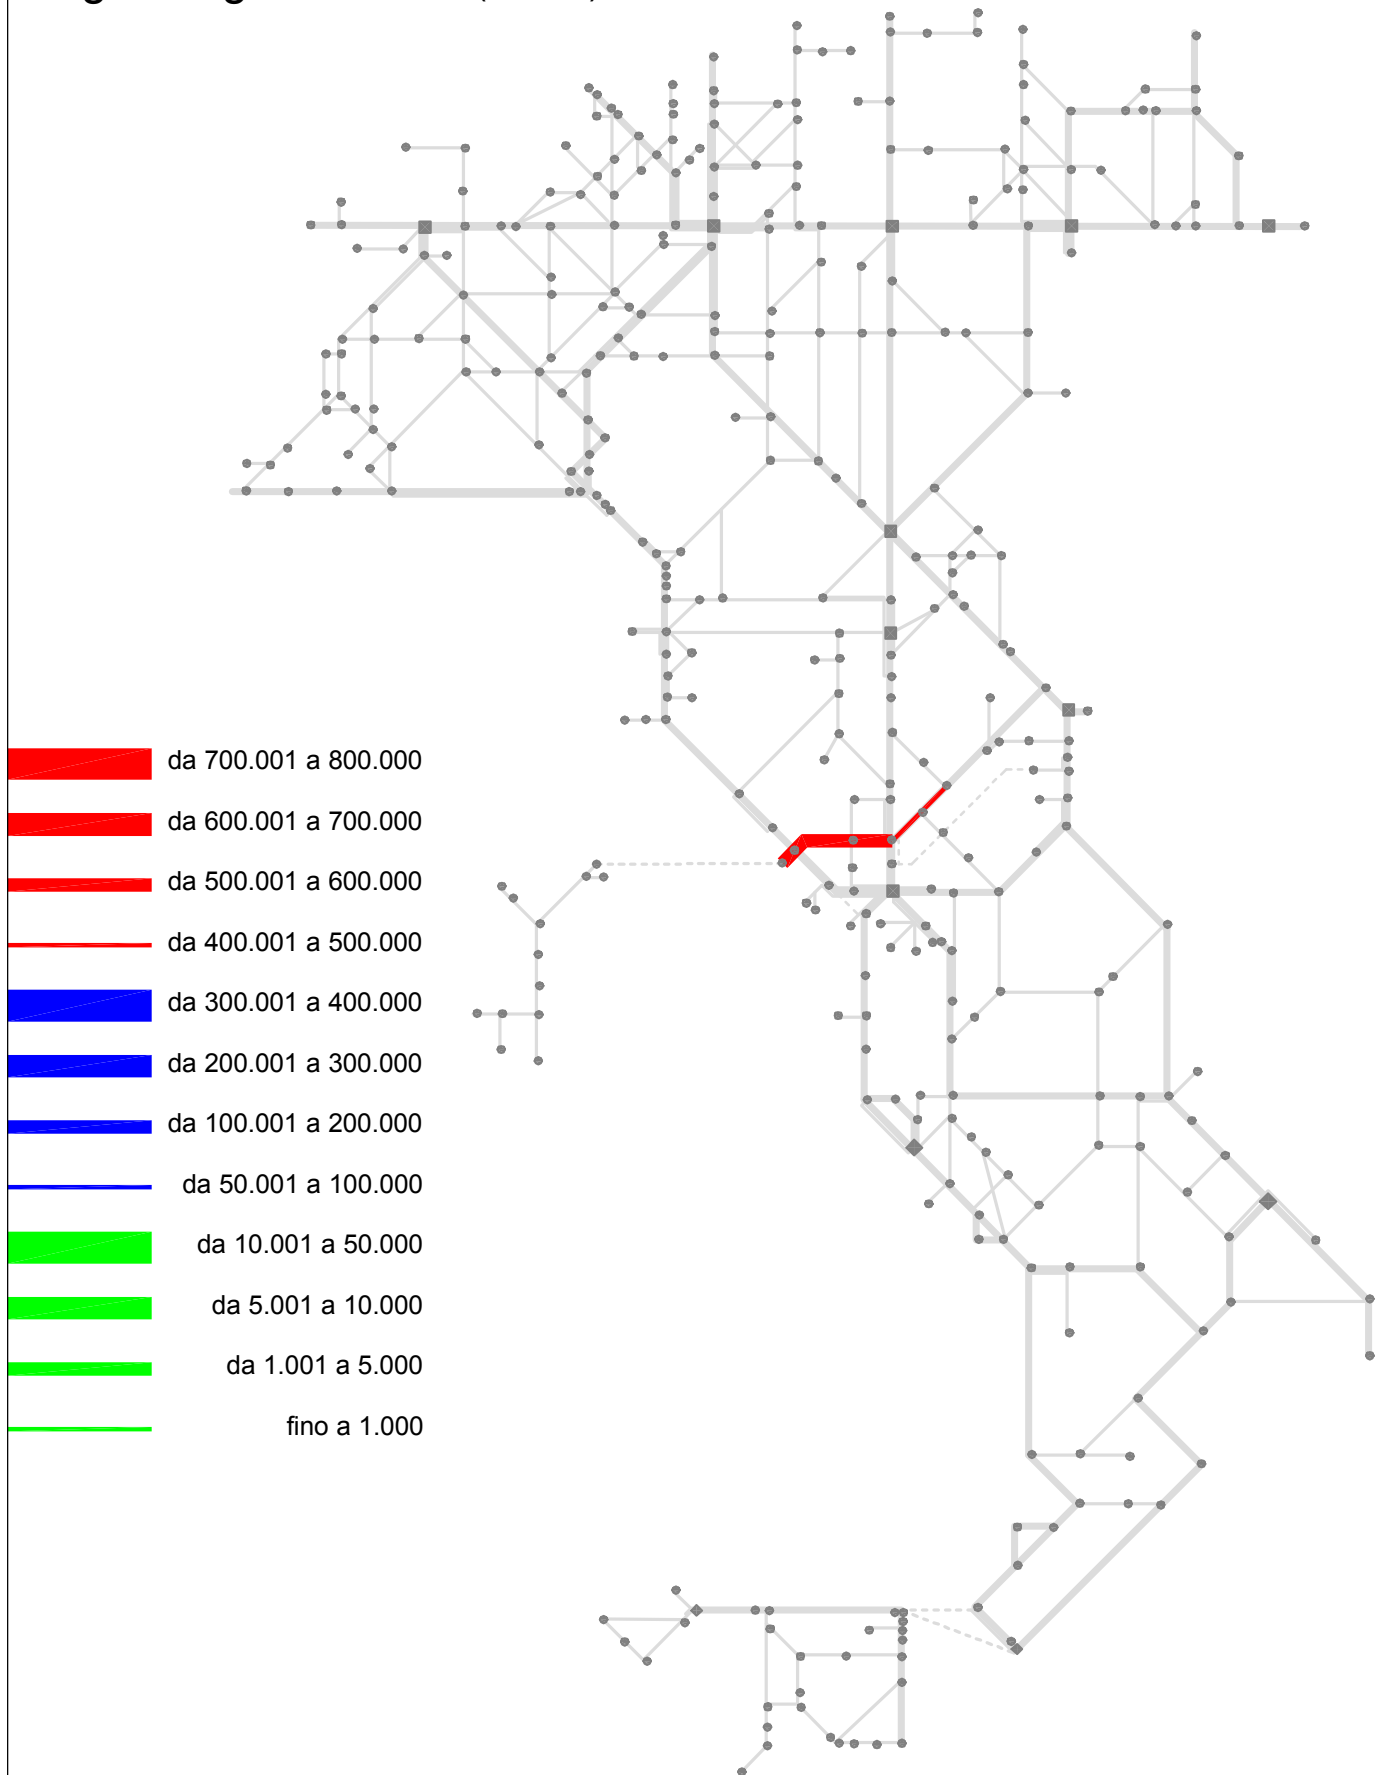 da 700.001 a 800.000
da 600.001 a 700.000
da 500.001 a 600.000
da 400.001 a 500.000
da 300.001 a 400.000
da 200.001 a 300.000
da 100.001 a 200.000
da 50.001 a 100.000
da 10.001 a 50.000
da 5.001 a 10.000
da 1.001 a 5.000
fino a 1.000